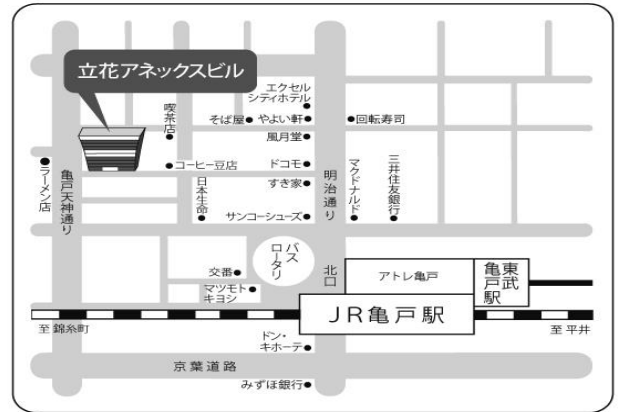 立花アネックスビル
エクセル
シティホテル
喫茶店
そば屋
やよい軒
回転寿司
風月堂
コーヒー豆店
ドコモ
ラーメン店
亀戸天神通り
日本生命
すき家
明治通り
マクドナルド
三井住友銀行
サンコーシューズ
バス
ロータリー
北口
交番
マツモト
キヨシ
アトレ亀戸
東武
亀戸駅
JR亀戸駅
至 錦糸町
至 平井
ドン・
キホーテ
京葉道路
みずほ銀行